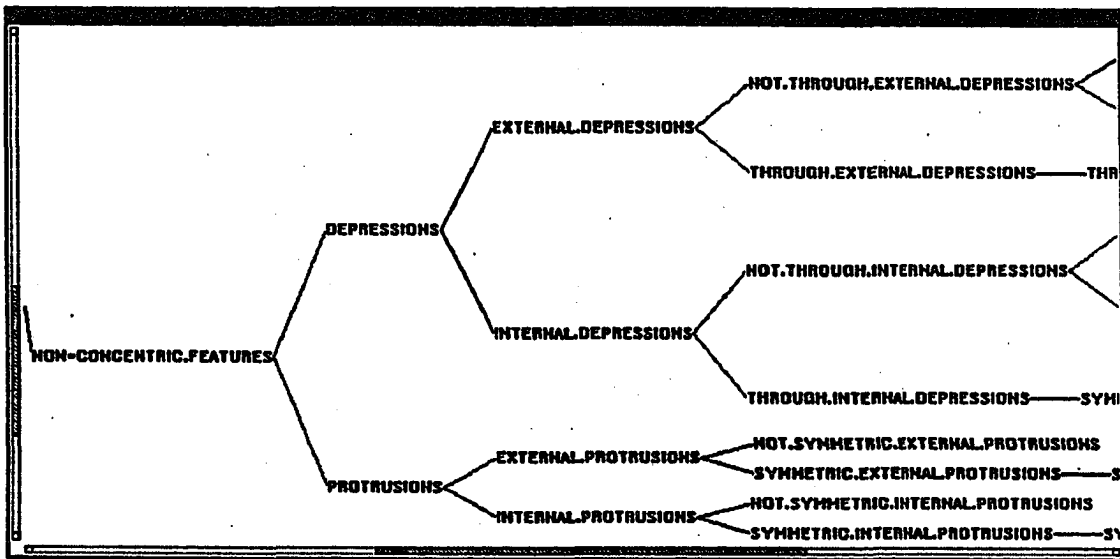 NOT.THROUGH.EXTERNAL.DEPRESSIONS
EXTERNAL.DEPRESSIONS
THROUGH.EXTERNAL.DEPRESSIONS THR
DEPRESSIONS
NOT.THROUGH.INTERNAL.DEPRESSIONS
INTERNAL.DEPRESSIONS
NON-CONCENTRIC.FEATURES
THROUGH.INTERNAL.DEPRESSIONS SYM
NOT.SYMMETRIC.EXTERNAL.PROTRUSIONS
EXTERNAL.PROTRUSIONS
SYMMETRIC.EXTERNAL.PROTRUSIONS S
PROTRUSIONS
NOT.SYMMETRIC.INTERNAL.PROTRUSIONS
INTERNAL.PROTRUSIONS
SYMMETRIC.INTERNAL.PROTRUSIONS S